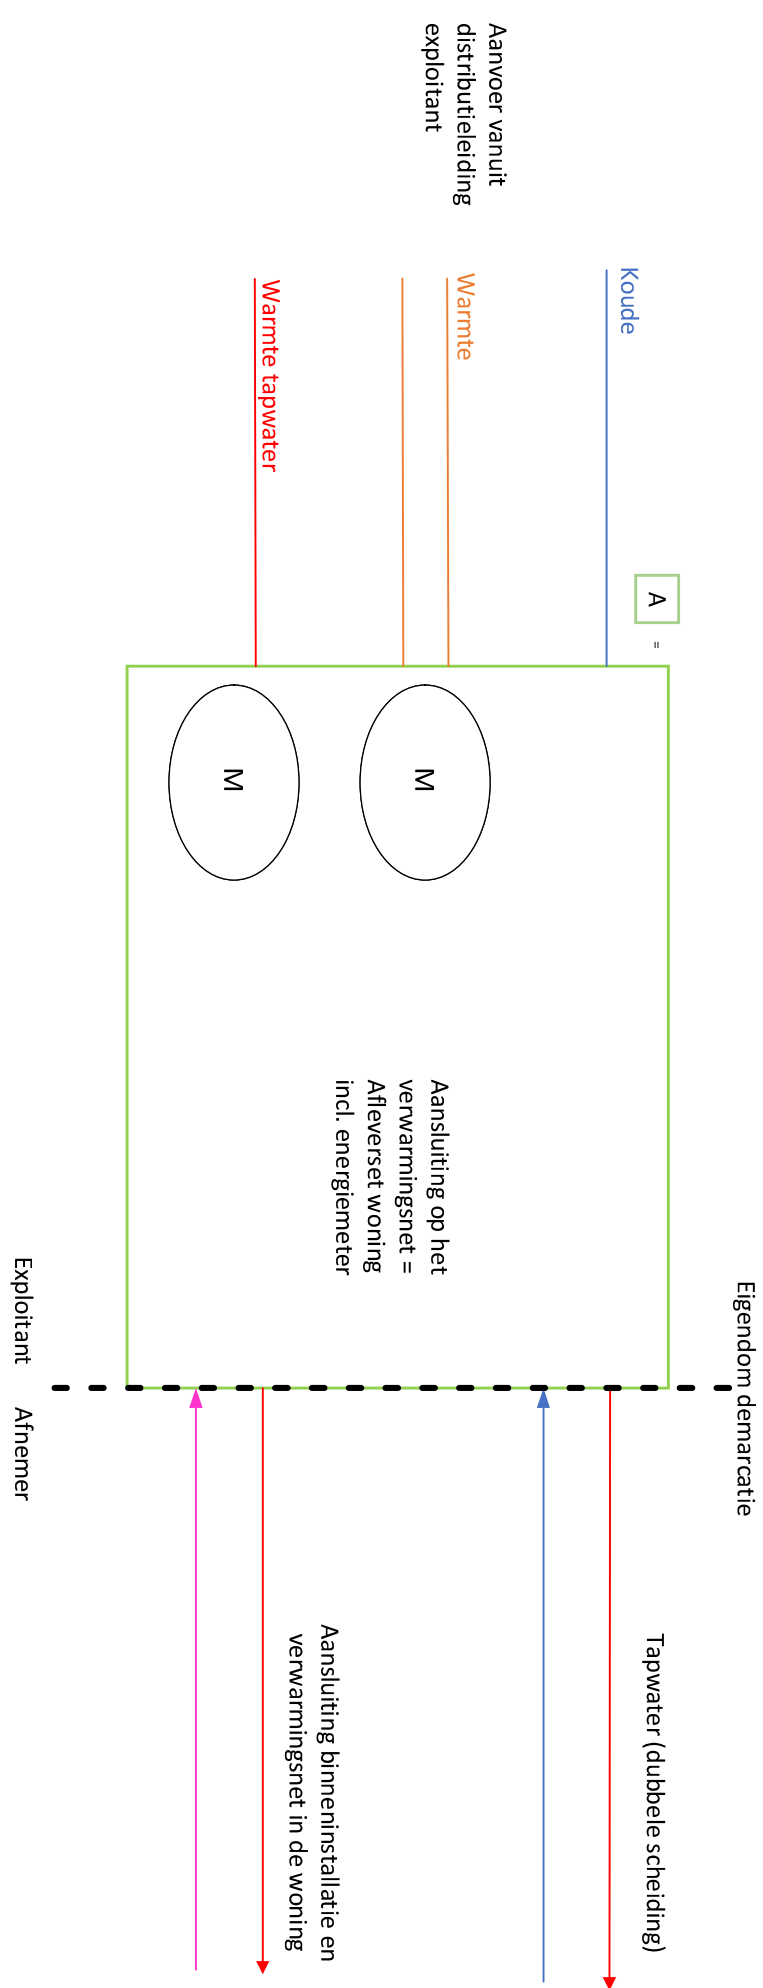 Eigendom demarcatie
A
=
Koude
Aanvoer vanuit
distributieleiding
exploitant
Warmte
Warmte tapwater
M
M
Aansluiting op het
verwarmingsnet =
Afleverset woning
incl. energiemeter
Tapwater (dubbele scheiding)
Aansluiting binneninstallatie en
verwarmingsnet in de woning
Exploitant
Afnemer